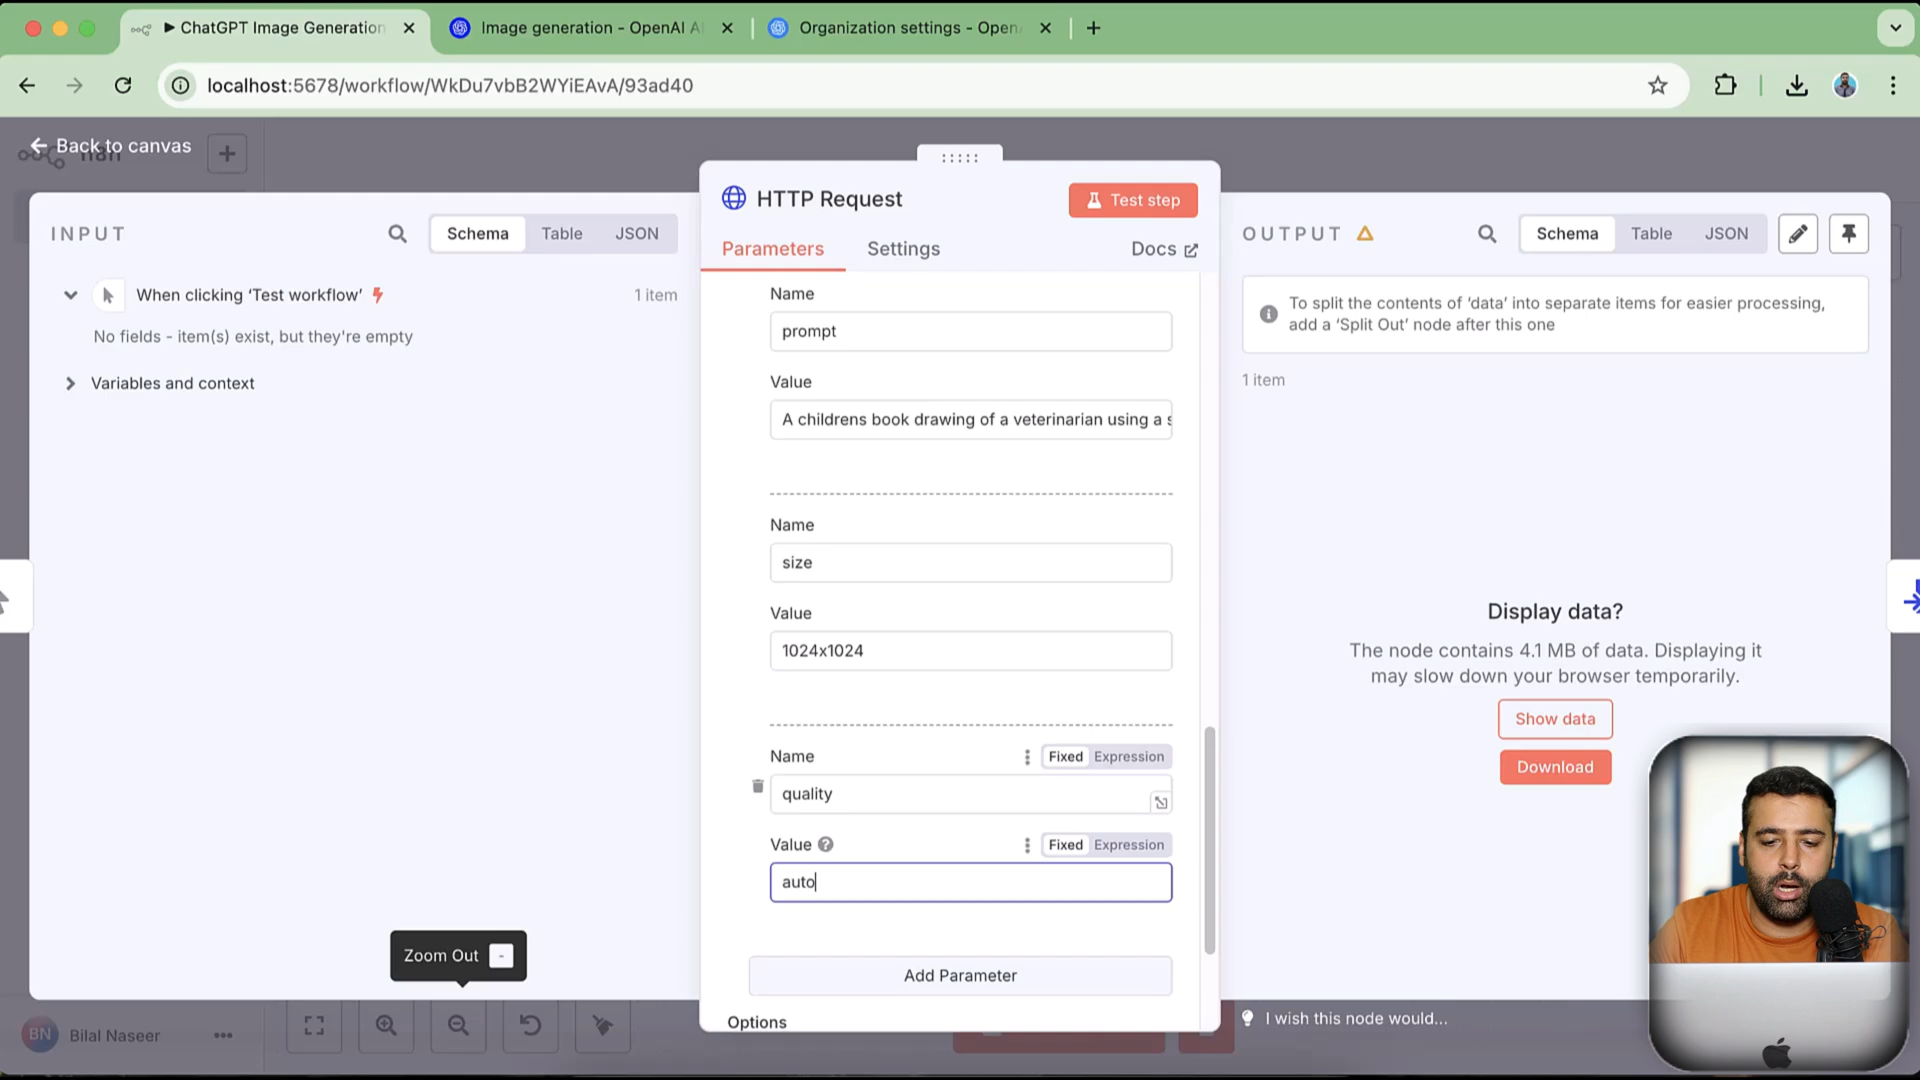 ▶ ChatGPT Image Generation
Image generation - OpenAI A
Organization settings - Open
localhost:5678/workflow/WkDu7vbB2WYiEAvA/93ad40
Back to canvas
n8n
INPUT
Schema Table JSON
When clicking ‘Test workflow’
1 item
No fields - item(s) exist, but they're empty
Variables and context
HTTP Request
Test step
Parameters
Settings
Docs
Name
prompt
Value
A childrens book drawing of a veterinarian using a s
Name
size
Value
1024x1024
Name
Fixed Expression
quality
Value
Fixed Expression
auto
Add Parameter
Options
OUTPUT
Schema Table JSON
To split the contents of ‘data’ into separate items for easier processing,
add a ‘Split Out’ node after this one
1 item
Display data?
The node contains 4.1 MB of data. Displaying it
may slow down your browser temporarily.
Show data
Download
Zoom Out -
BN Bilal Naseer
I wish this node would...